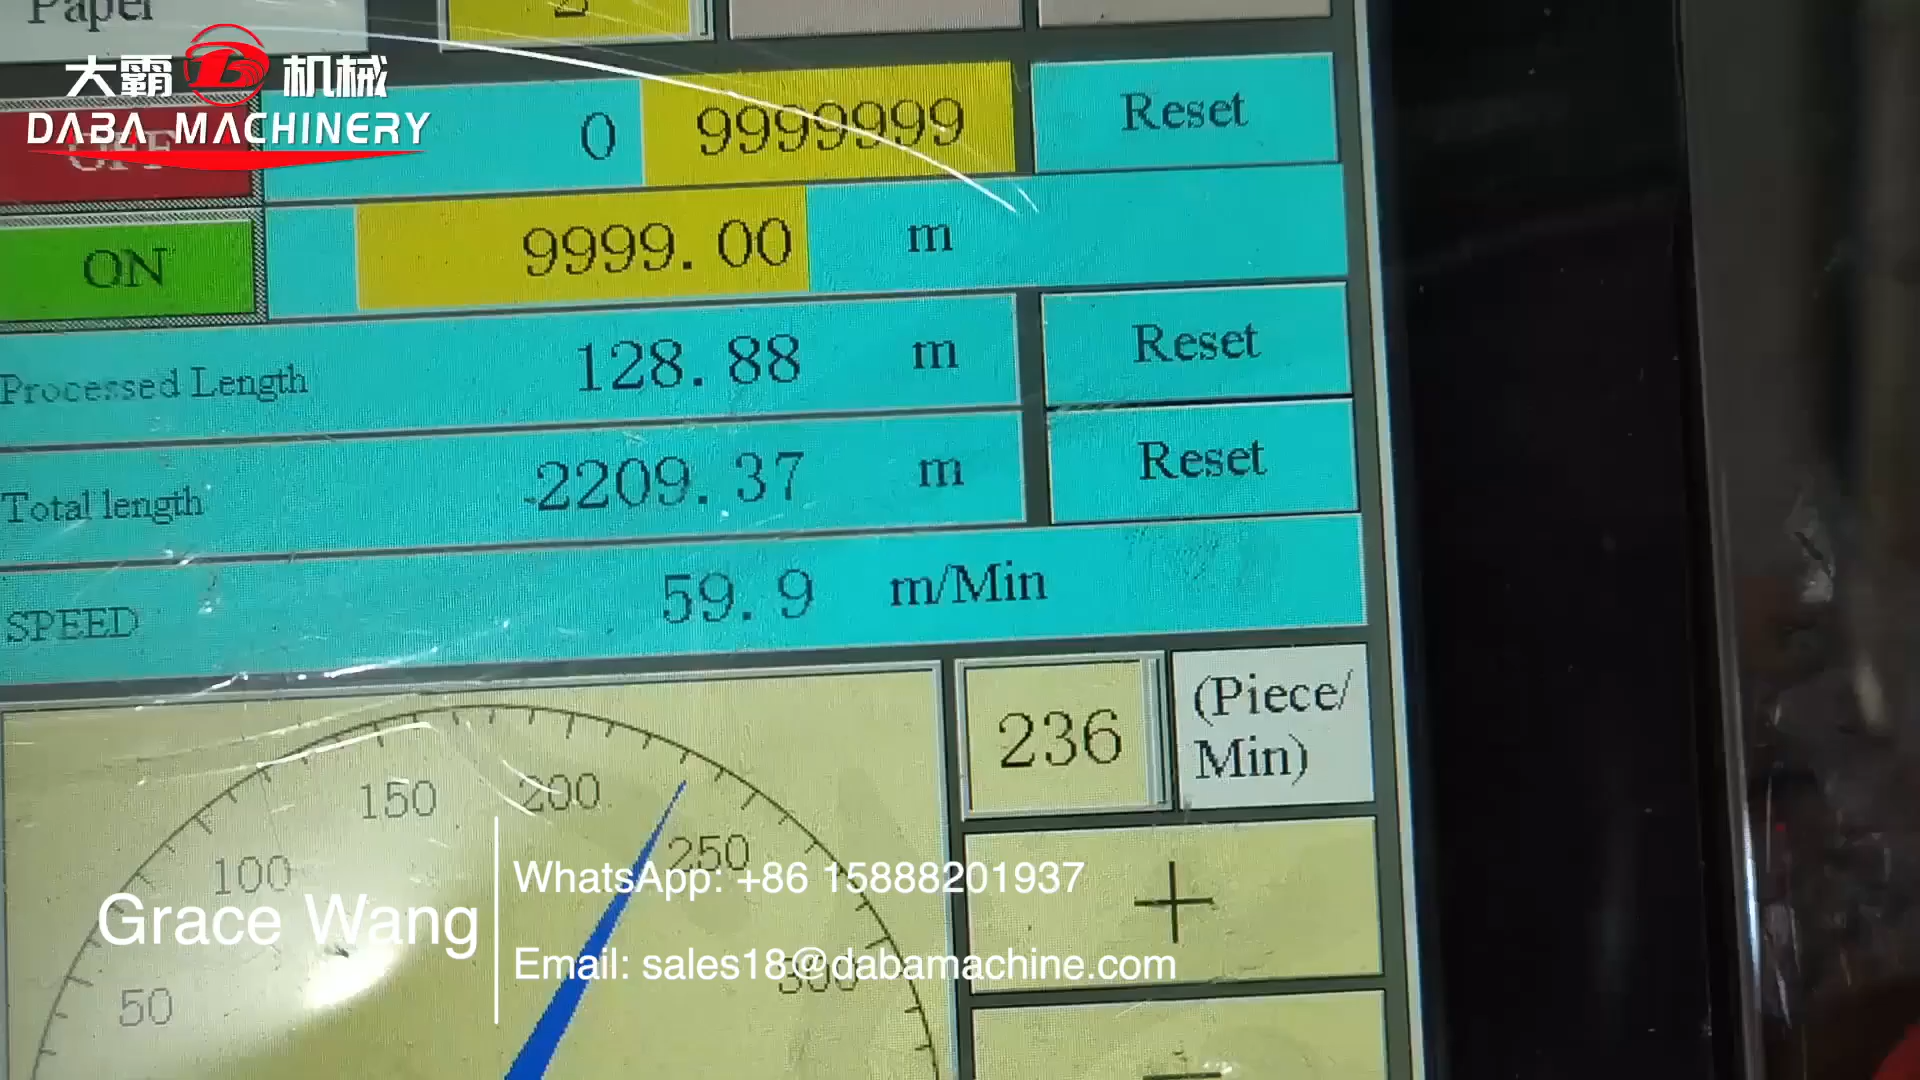 Paper
2
大霸机械
DABA MACHINERY
OFF
0
9999999
Reset
ON
9999.00
m
Processed Length
128.88
m
Reset
Total length
-2209.37
m
Reset
SPEED
59.9
m/Min
236
(Piece/
Min)
150
200
100
250
50
300
+
Grace Wang
WhatsApp: +86 15888201937
Email: sales18@dabamachine.com